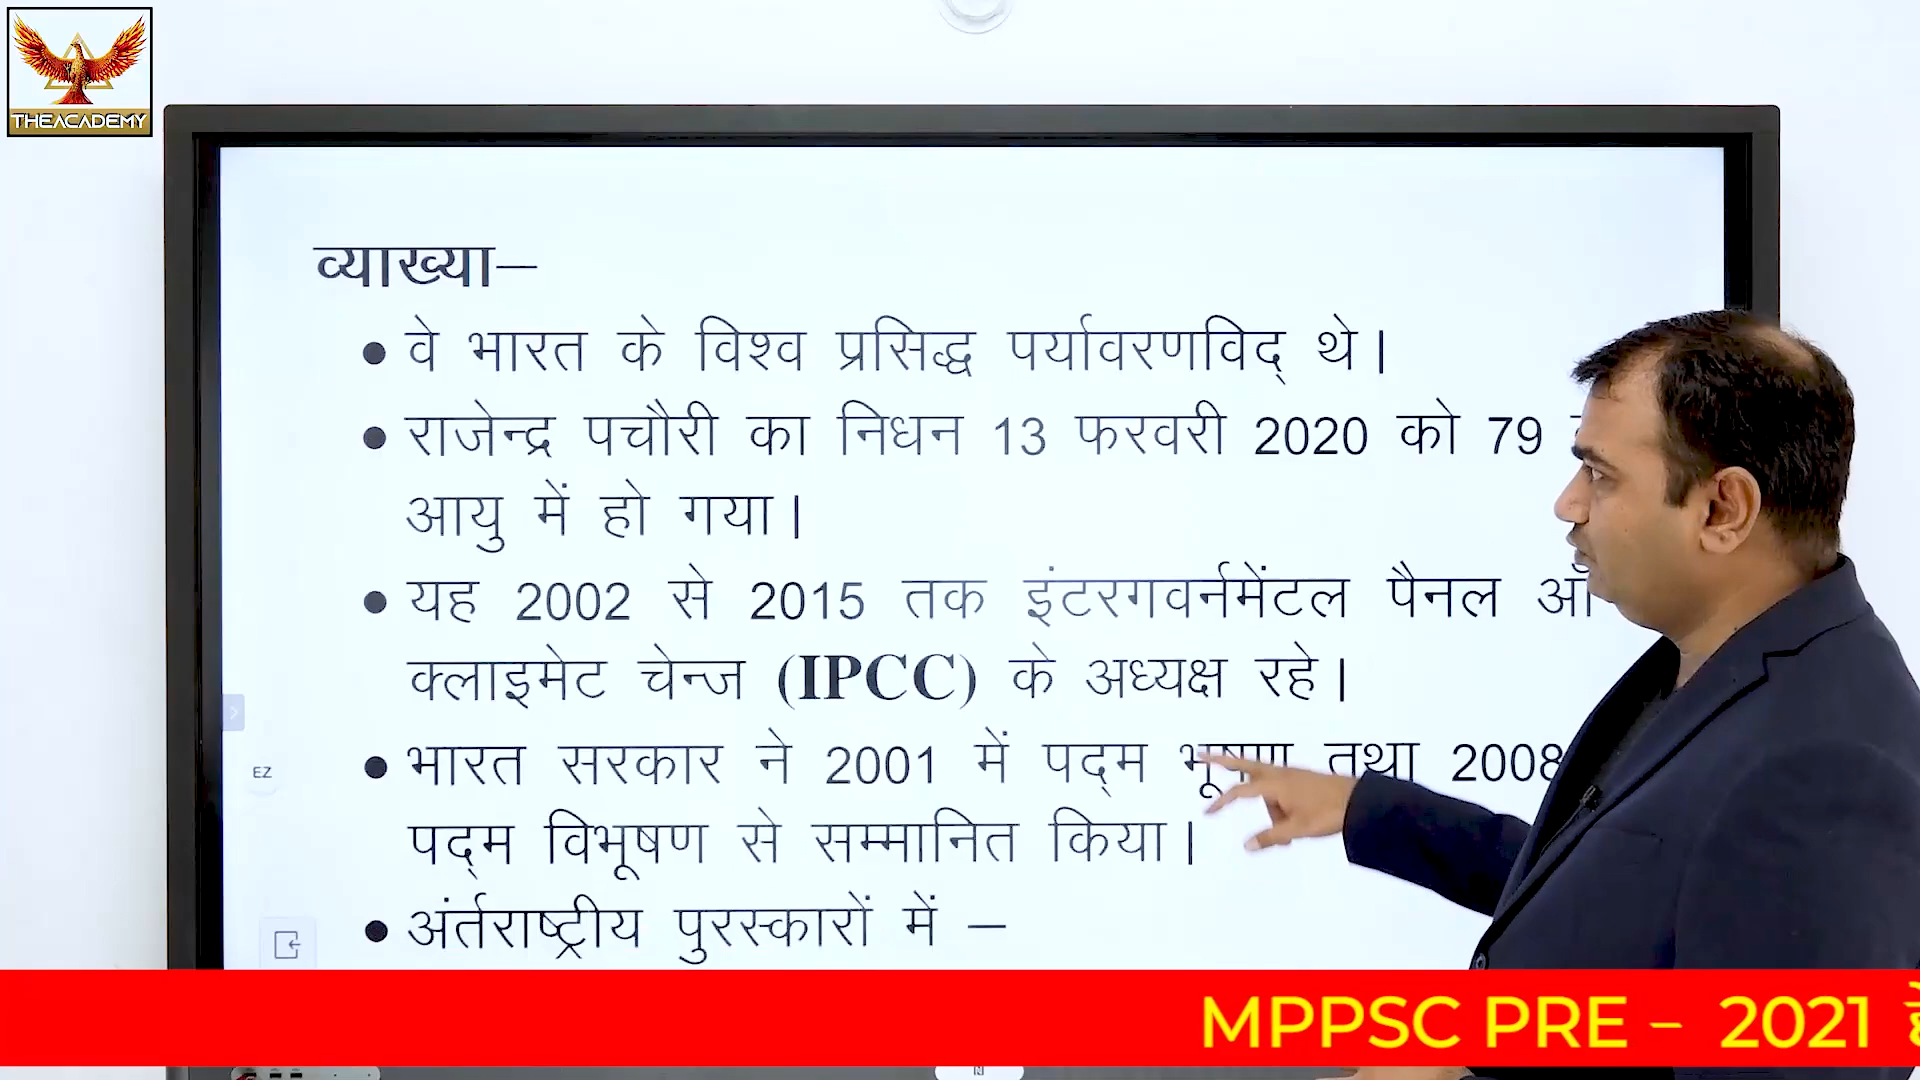 THEACADEMY
व्याख्या–
• वे भारत के विश्व प्रसिद्ध पर्यावरणविद् थे।
• राजेन्द्र पचौरी का निधन 13 फरवरी 2020 को 79
आयु में हो गया।
• यह 2002 से 2015 तक इंटरगवर्नमेंटल पैनल ऑ
क्लाइमेट चेन्ज (IPCC) के अध्यक्ष रहे।
• भारत सरकार ने 2001 में पद्म भूषण तथा 2008
पद्म विभूषण से सम्मानित किया।
EZ
• अंर्तराष्ट्रीय पुरस्कारों में –
MPPSC PRE – 2021